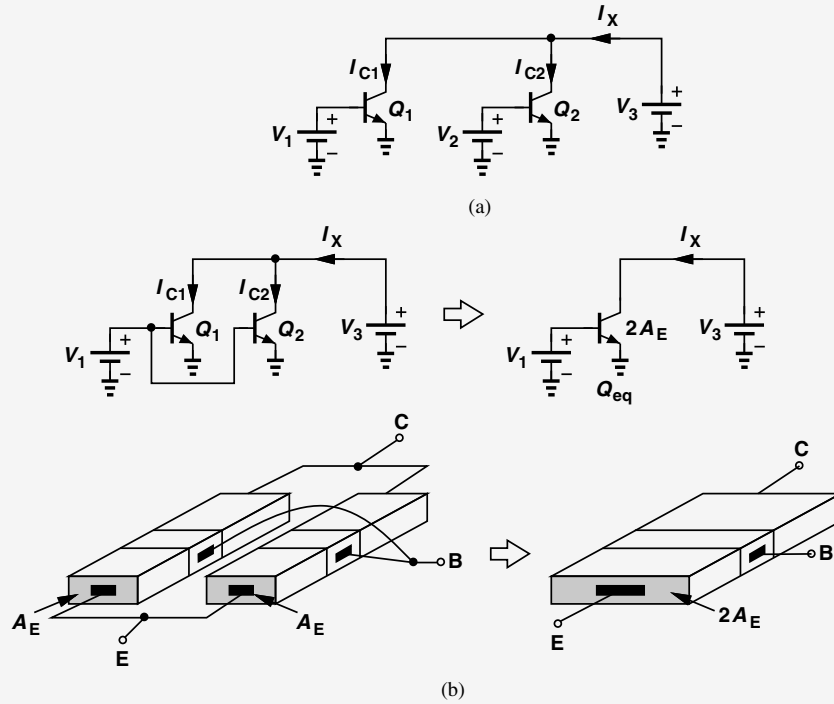 I_X
I_C1 I_C2
V_1 + − Q_1 V_2 + − Q_2 V_3 + −
(a)
I_X I_X
I_C1 I_C2
V_1 + − Q_1 Q_2 V_3 + − V_1 + − 2A_E V_3 + −
Q_eq
C C
B B
A_E A_E 2A_E
E E
(b)